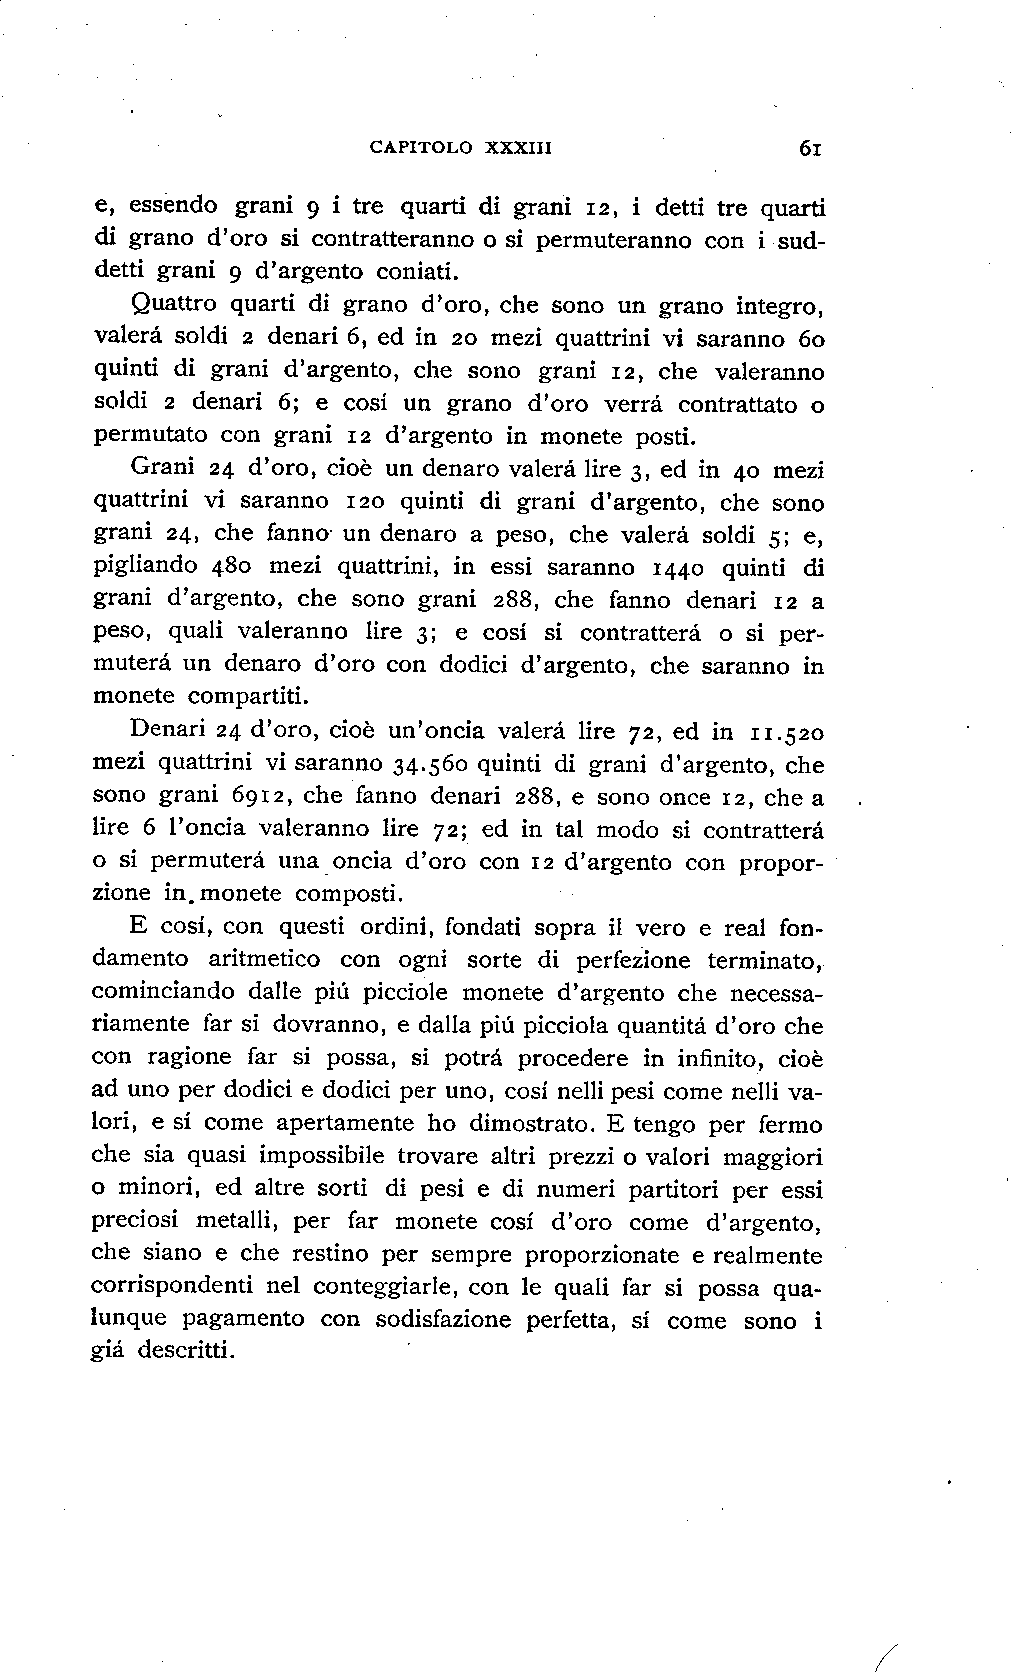 CAPITOLO XXXIII 61
e, essendo grani 9 i tre quarti di grani 12, i detti tre quarti
di grano d'oro si contratteranno o si permuteranno con i sud-
detti grani 9 d'argento coniati.
Quattro quarti di grano d'oro, che sono un grano integro,
valerá soldi 2 denari 6, ed in 20 mezi quattrini vi saranno 60
quinti di grani d'argento, che sono grani 12, che valeranno
soldi 2 denari 6; e cosí un grano d'oro verrá contrattato o
permutato con grani 12 d'argento in monete posti.
Grani 24 d'oro, cioè un denaro valerá lire 3, ed in 40 mezi
quattrini vi saranno 120 quinti di grani d'argento, che sono
grani 24, che fanno un denaro a peso, che valerá soldi 5; e,
pigliando 480 mezi quattrini, in essi saranno 1440 quinti di
grani d'argento, che sono grani 288, che fanno denari 12 a
peso, quali valeranno lire 3; e cosí si contratterá o si per-
muterá un denaro d'oro con dodici d'argento, che saranno in
monete compartiti.
Denari 24 d'oro, cioè un'oncia valerá lire 72, ed in 11.520
mezi quattrini vi saranno 34.560 quinti di grani d'argento, che
sono grani 6912, che fanno denari 288, e sono once 12, che a
lire 6 l'oncia valeranno lire 72; ed in tal modo si contratterá
o si permuterá una oncia d'oro con 12 d'argento con propor-
zione in monete composti.
E cosí, con questi ordini, fondati sopra il vero e real fon-
damento aritmetico con ogni sorte di perfezione terminato,
cominciando dalle piú picciole monete d'argento che necessa-
riamente far si dovranno, e dalla piú picciola quantitá d'oro che
con ragione far si possa, si potrá procedere in infinito, cioè
ad uno per dodici e dodici per uno, cosí nelli pesi come nelli va-
lori, e sí come apertamente ho dimostrato. E tengo per fermo
che sia quasi impossibile trovare altri prezzi o valori maggiori
o minori, ed altre sorti di pesi e di numeri partitori per essi
preciosi metalli, per far monete cosí d'oro come d'argento,
che siano e che restino per sempre proporzionate e realmente
corrispondenti nel conteggiarle, con le quali far si possa qua-
lunque pagamento con sodisfazione perfetta, sí come sono i
giá descritti.